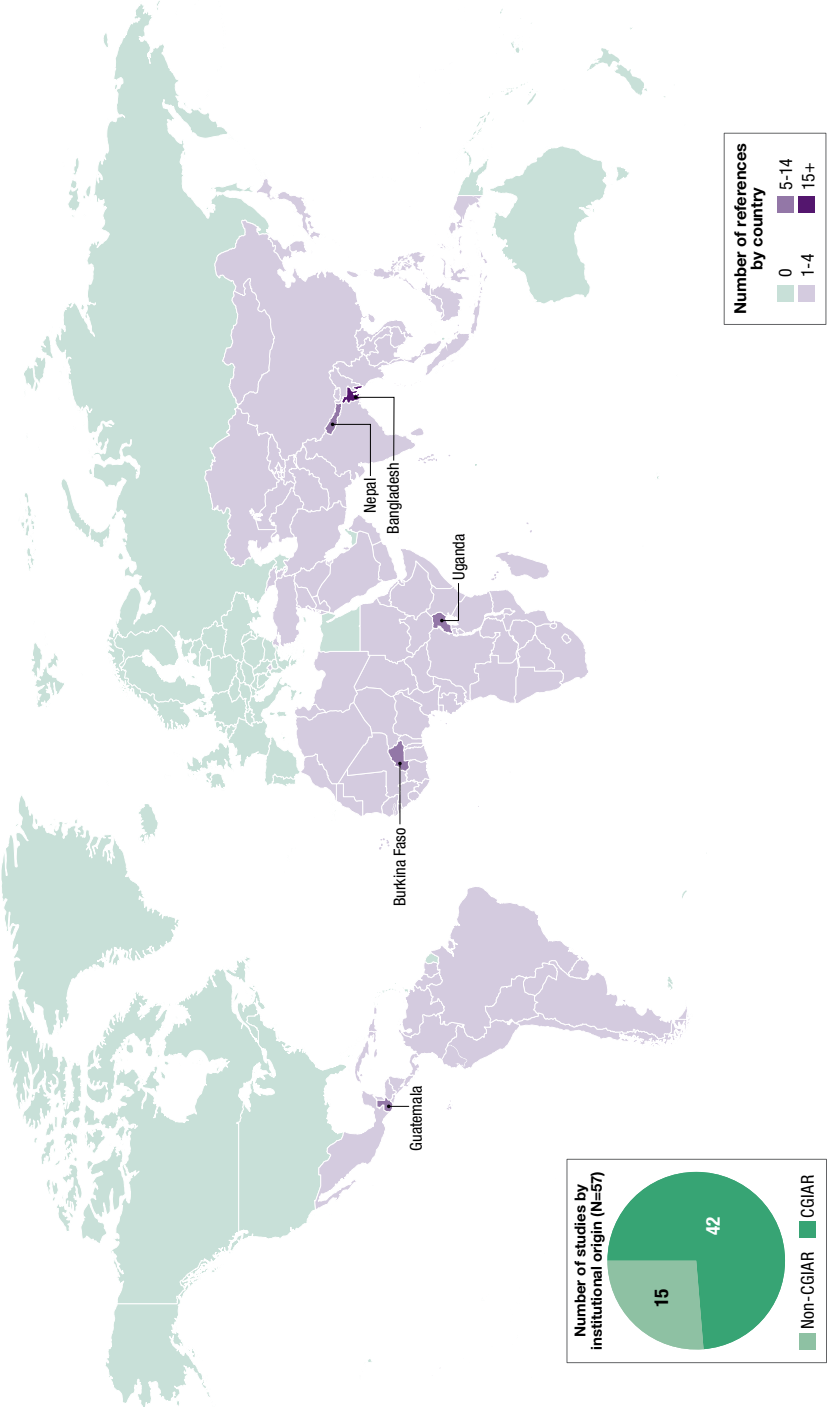 Guatemala
Burkina Faso
Uganda
Nepal
Bangladesh
Number of studies by
institutional origin (N=57)
15
42
Non-CGIAR
CGIAR
Number of references
by country
0
5-14
1-4
15+